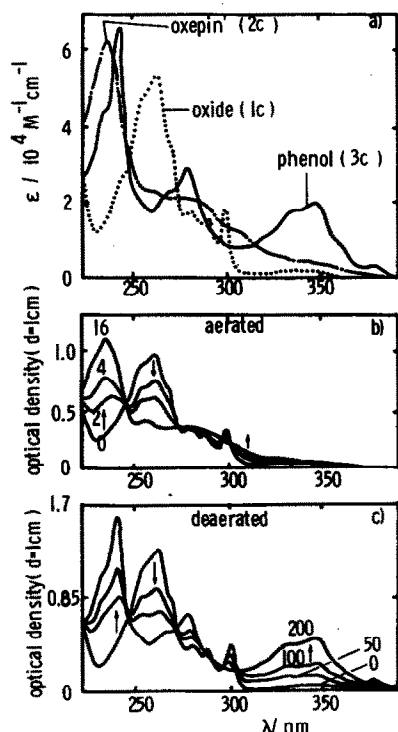 oxepin (2c)
a)
6
oxide (1c)
4
phenol (3c)
2
0
ε / 10⁴ M⁻¹cm⁻¹
250 300 350
16 aerated b)
1.0
4
0.5
2
0
0
optical density (d=1cm)
250 300 350
1.7
deaerated c)
0.85
200
50
100
0
0
optical density (d=1cm)
250 300 350
λ/ nm